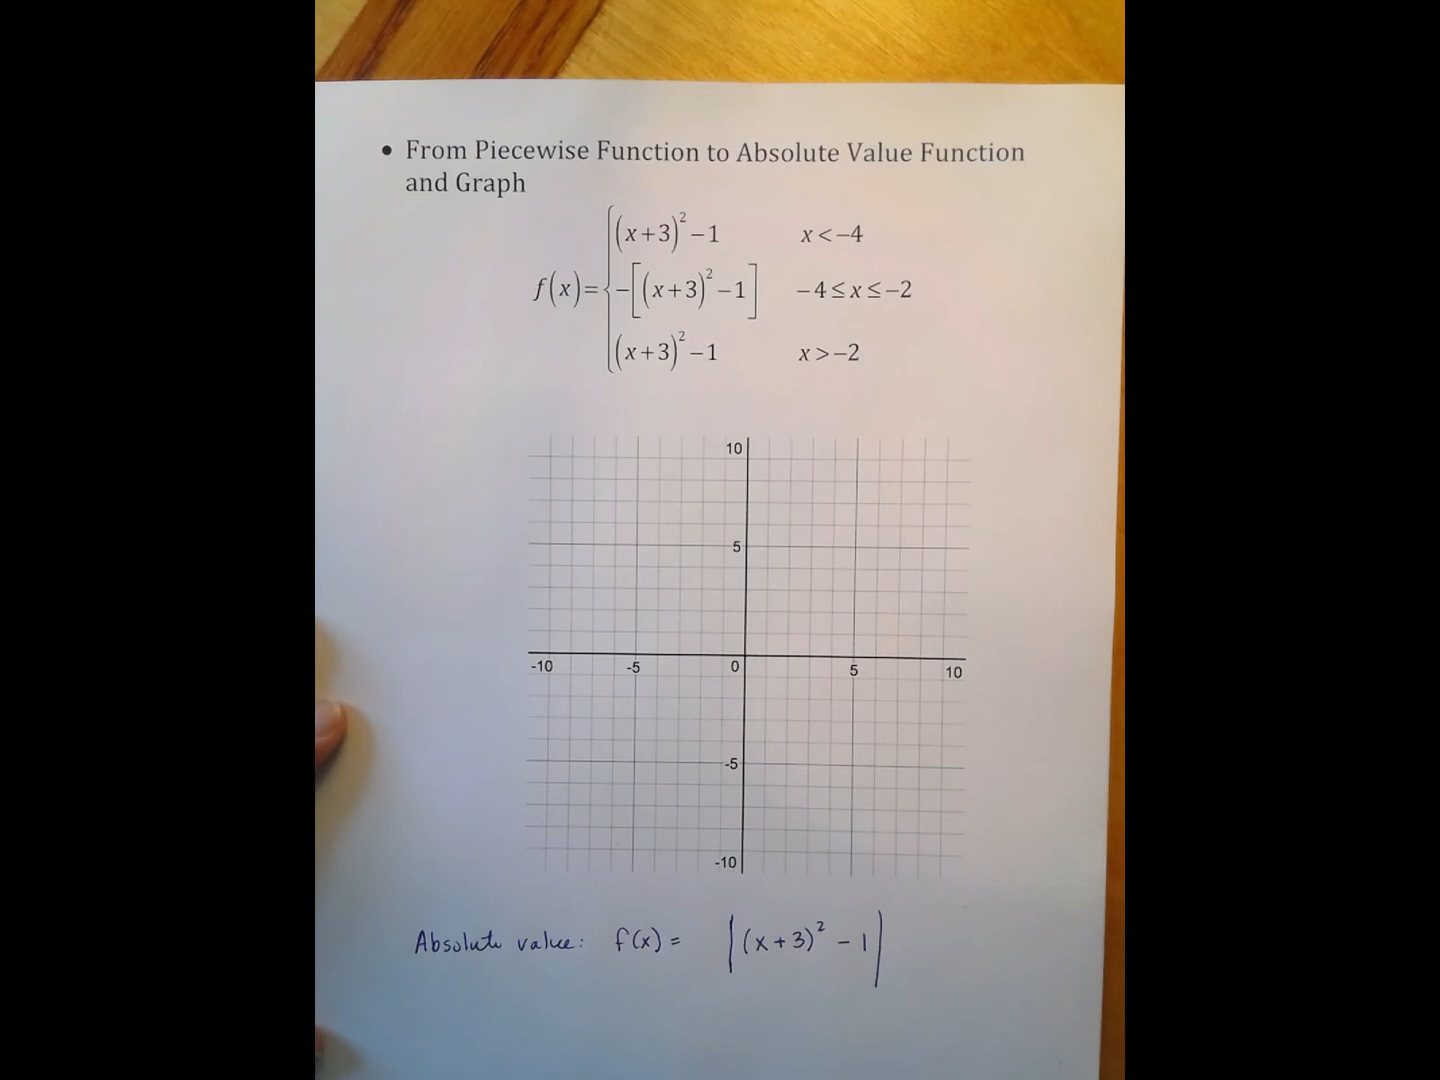 • From Piecewise Function to Absolute Value Function
and Graph
(x+3)²−1 x<−4
f(x)= −[(x+3)²−1] −4≤x≤−2
(x+3)²−1 x>−2
10
5
-10 -5 0 5 10
-5
-10
Absolute value: f(x) = |(x+3)² − 1|